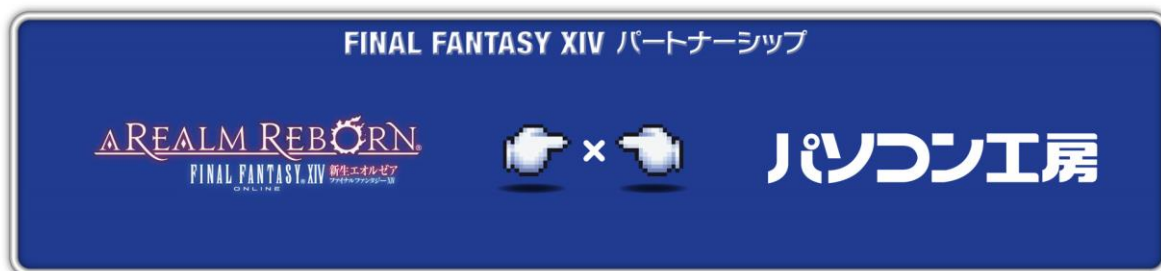 FINAL FANTASY XIV パートナーシップ
A REALM REBORN
FINAL FANTASY XIV 新生エオルゼア
ONLINE ファイナルファンタジーXIV
×
パソコン工房